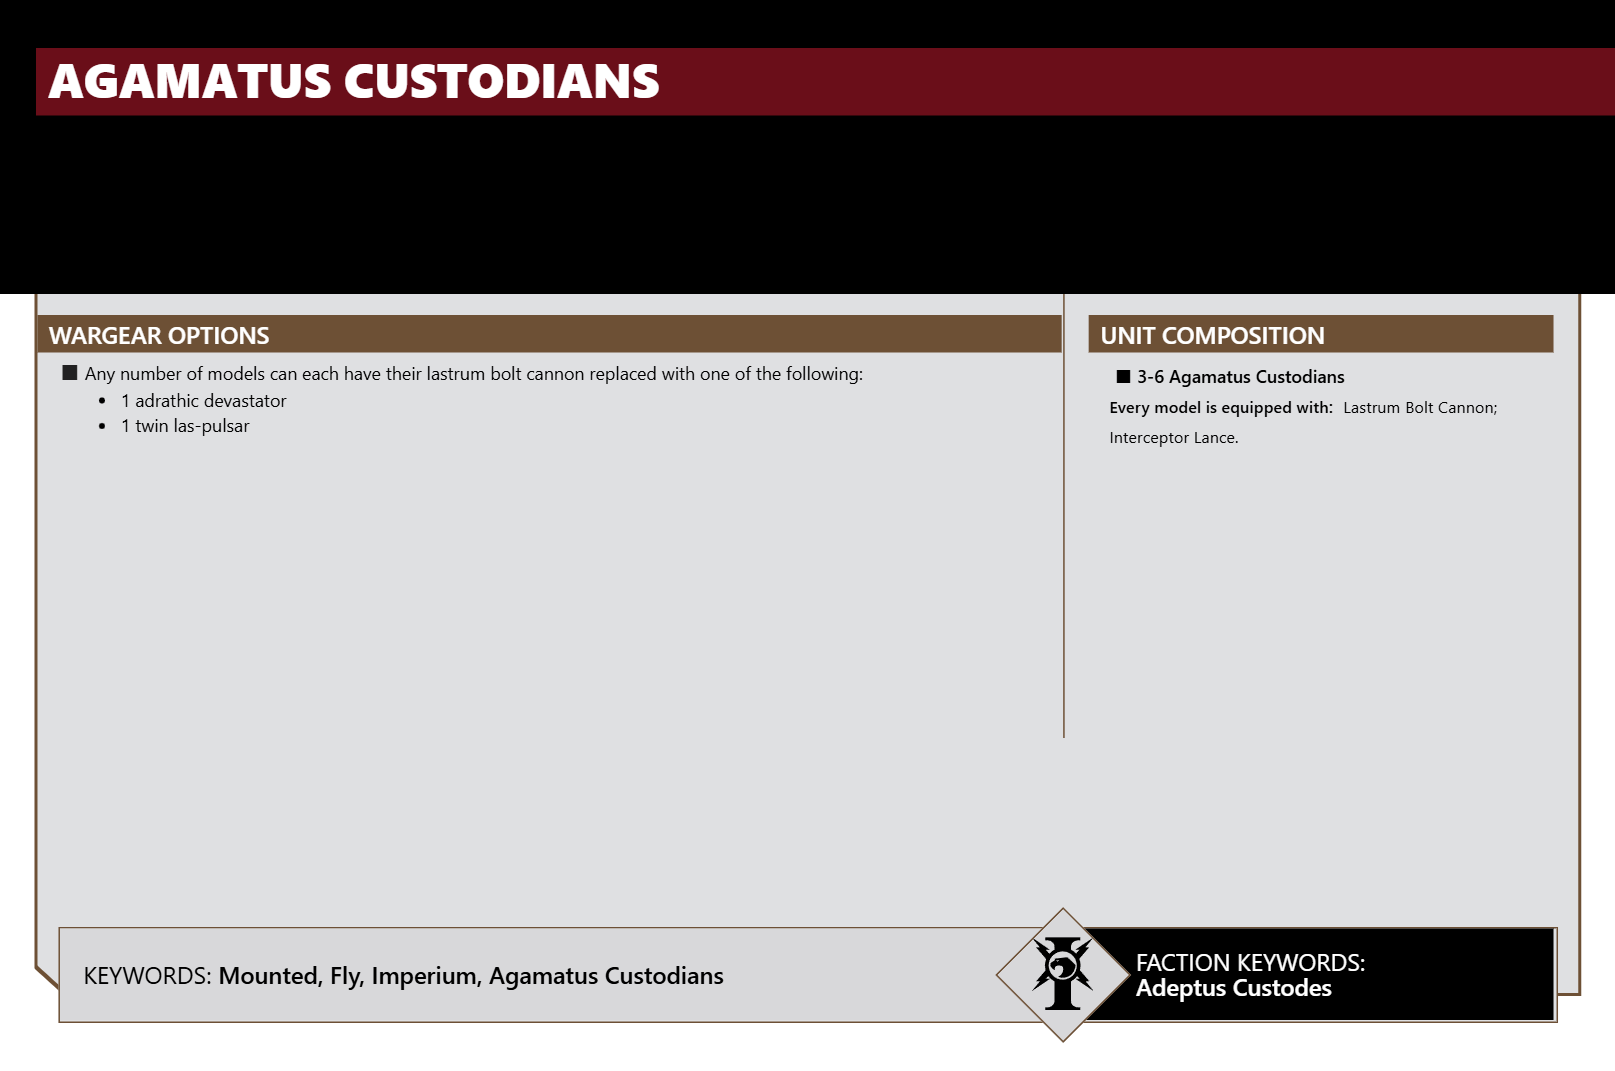 AGAMATUS CUSTODIANS
WARGEAR OPTIONS
■ Any number of models can each have their lastrum bolt cannon replaced with one of the following:
• 1 adrathic devastator
• 1 twin las-pulsar
UNIT COMPOSITION
■ 3-6 Agamatus Custodians
Every model is equipped with: Lastrum Bolt Cannon;
Interceptor Lance.
KEYWORDS: Mounted, Fly, Imperium, Agamatus Custodians
FACTION KEYWORDS:
Adeptus Custodes